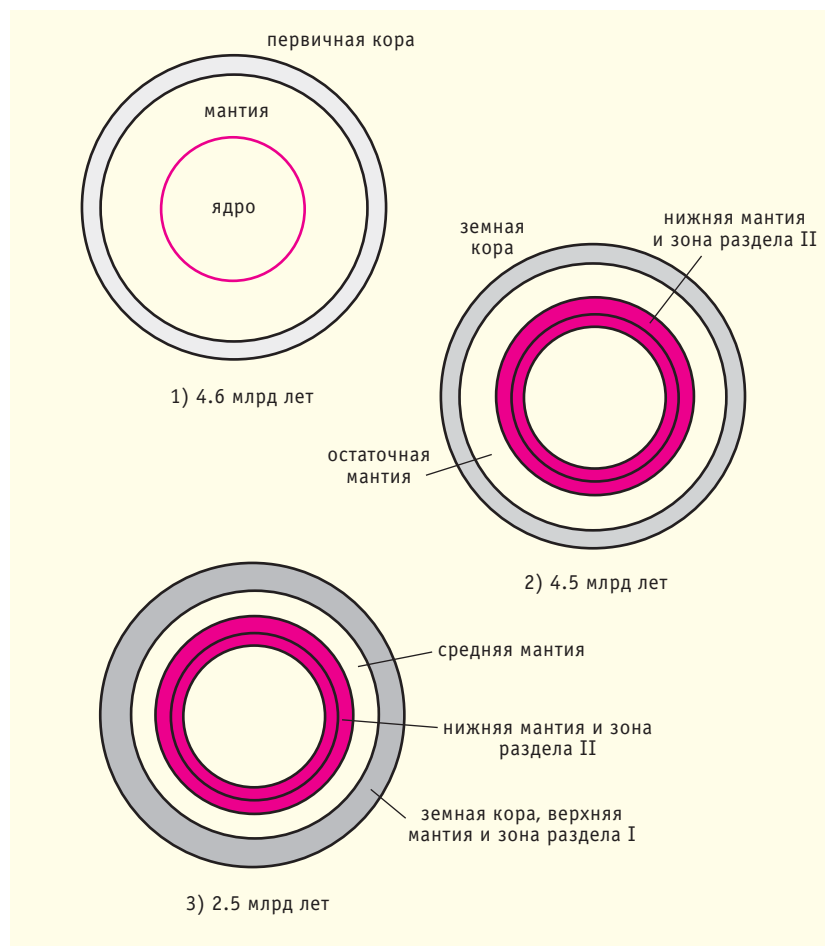 первичная кора
мантия
ядро
1) 4.6 млрд лет
земная
кора
нижняя мантия
и зона раздела II
остаточная
мантия
2) 4.5 млрд лет
средняя мантия
нижняя мантия и зона
раздела II
земная кора, верхняя
мантия и зона раздела I
3) 2.5 млрд лет